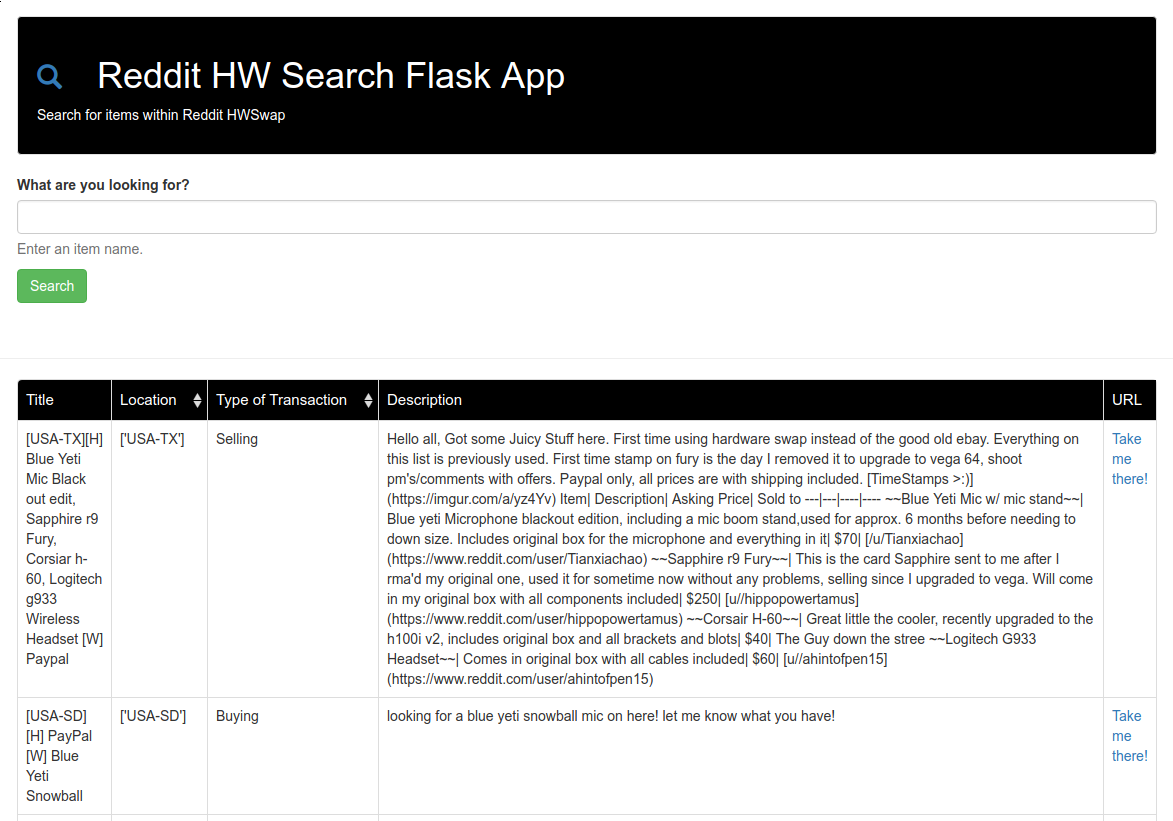 Reddit HW Search Flask App
Search for items within Reddit HWSwap
What are you looking for?
Enter an item name.
Search
Title Location Type of Transaction Description URL
[USA-TX][H]
Blue Yeti
Mic Black
out edit,
Sapphire r9
Fury,
Corsiar h-
60, Logitech
g933
Wireless
Headset [W]
Paypal
['USA-TX']
Selling
Hello all, Got some Juicy Stuff here. First time using hardware swap instead of the good old ebay. Everything on
this list is previously used. First time stamp on fury is the day I removed it to upgrade to vega 64, shoot
pm's/comments with offers. Paypal only, all prices are with shipping included. [TimeStamps >:)]
(https://imgur.com/a/yz4Yv) Item| Description| Asking Price| Sold to ---|---|----|---- ~~Blue Yeti Mic w/ mic stand~~|
Blue yeti Microphone blackout edition, including a mic boom stand,used for approx. 6 months before needing to
down size. Includes original box for the microphone and everything in it| $70| [/u/Tianxiachao]
(https://www.reddit.com/user/Tianxiachao) ~~Sapphire r9 Fury~~| This is the card Sapphire sent to me after I
rma'd my original one, used it for sometime now without any problems, selling since I upgraded to vega. Will come
in my original box with all components included| $250| [u//hippopowertamus]
(https://www.reddit.com/user/hippopowertamus) ~~Corsair H-60~~| Great little the cooler, recently upgraded to the
h100i v2, includes original box and all brackets and blots| $40| The Guy down the stree ~~Logitech G933
Headset~~| Comes in original box with all cables included| $60| [u//ahintofpen15]
(https://www.reddit.com/user/ahintofpen15)
Take
me
there!
[USA-SD]
[H] PayPal
[W] Blue
Yeti
Snowball
['USA-SD']
Buying
looking for a blue yeti snowball mic on here! let me know what you have!
Take
me
there!